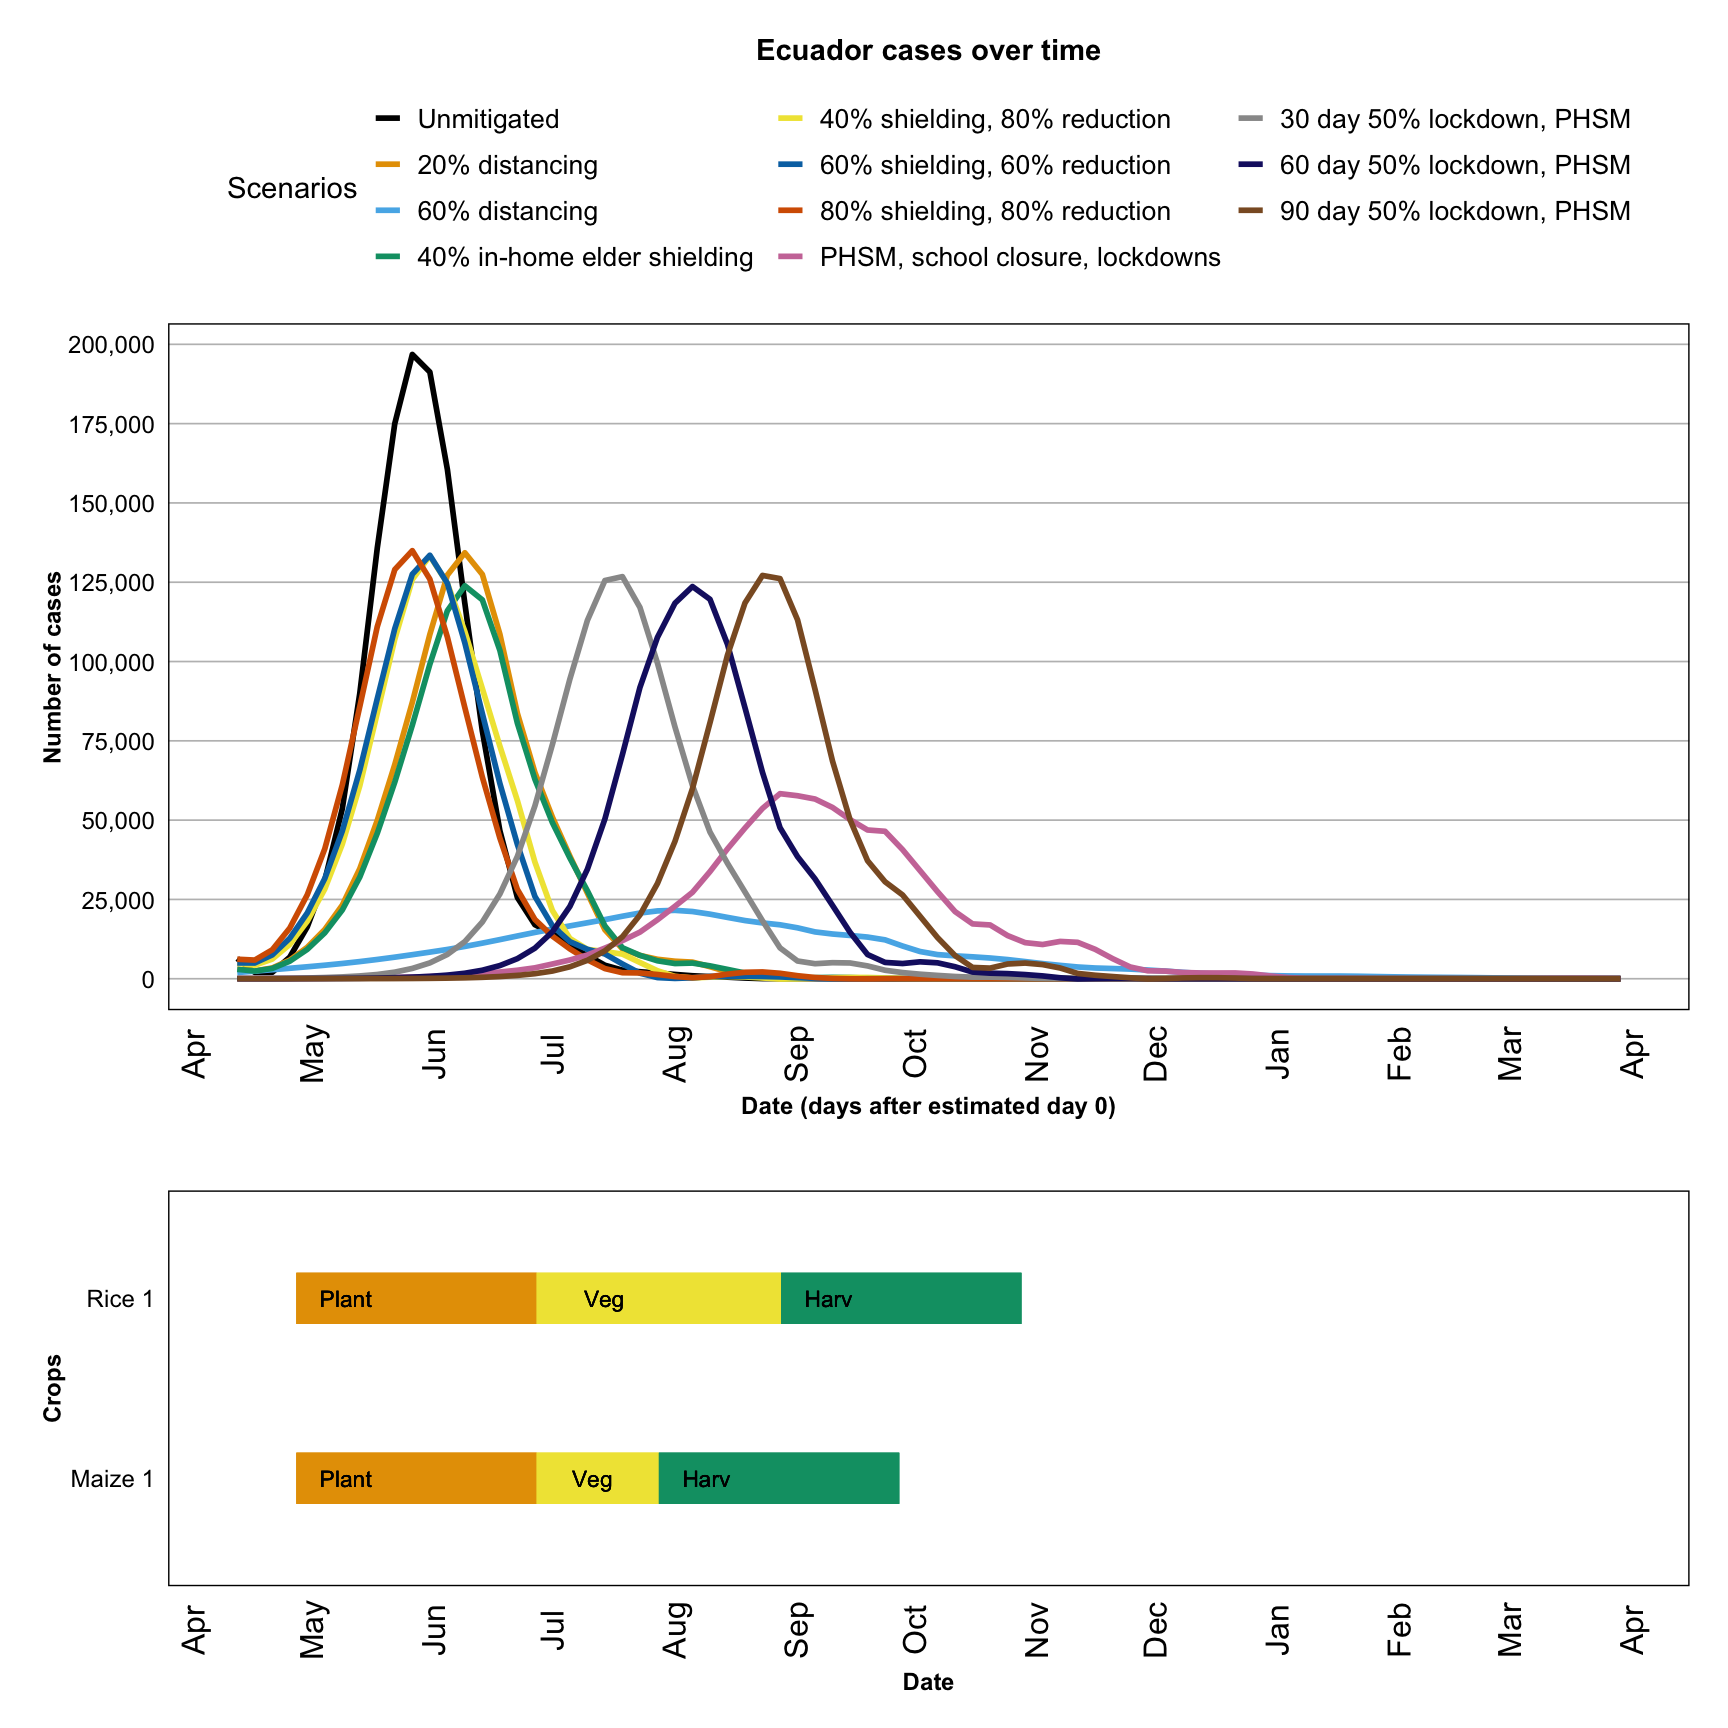 Ecuador cases over time
Scenarios
Unmitigated
20% distancing
60% distancing
40% in-home elder shielding
40% shielding, 80% reduction
60% shielding, 60% reduction
80% shielding, 80% reduction
PHSM, school closure, lockdowns
30 day 50% lockdown, PHSM
60 day 50% lockdown, PHSM
90 day 50% lockdown, PHSM
Number of cases
200,000
175,000
150,000
125,000
100,000
75,000
50,000
25,000
0
Apr May Jun Jul Aug Sep Oct Nov Dec Jan Feb Mar Apr
Date (days after estimated day 0)
Crops
Rice 1 Plant Veg Harv
Maize 1 Plant Veg Harv
Apr May Jun Jul Aug Sep Oct Nov Dec Jan Feb Mar Apr
Date